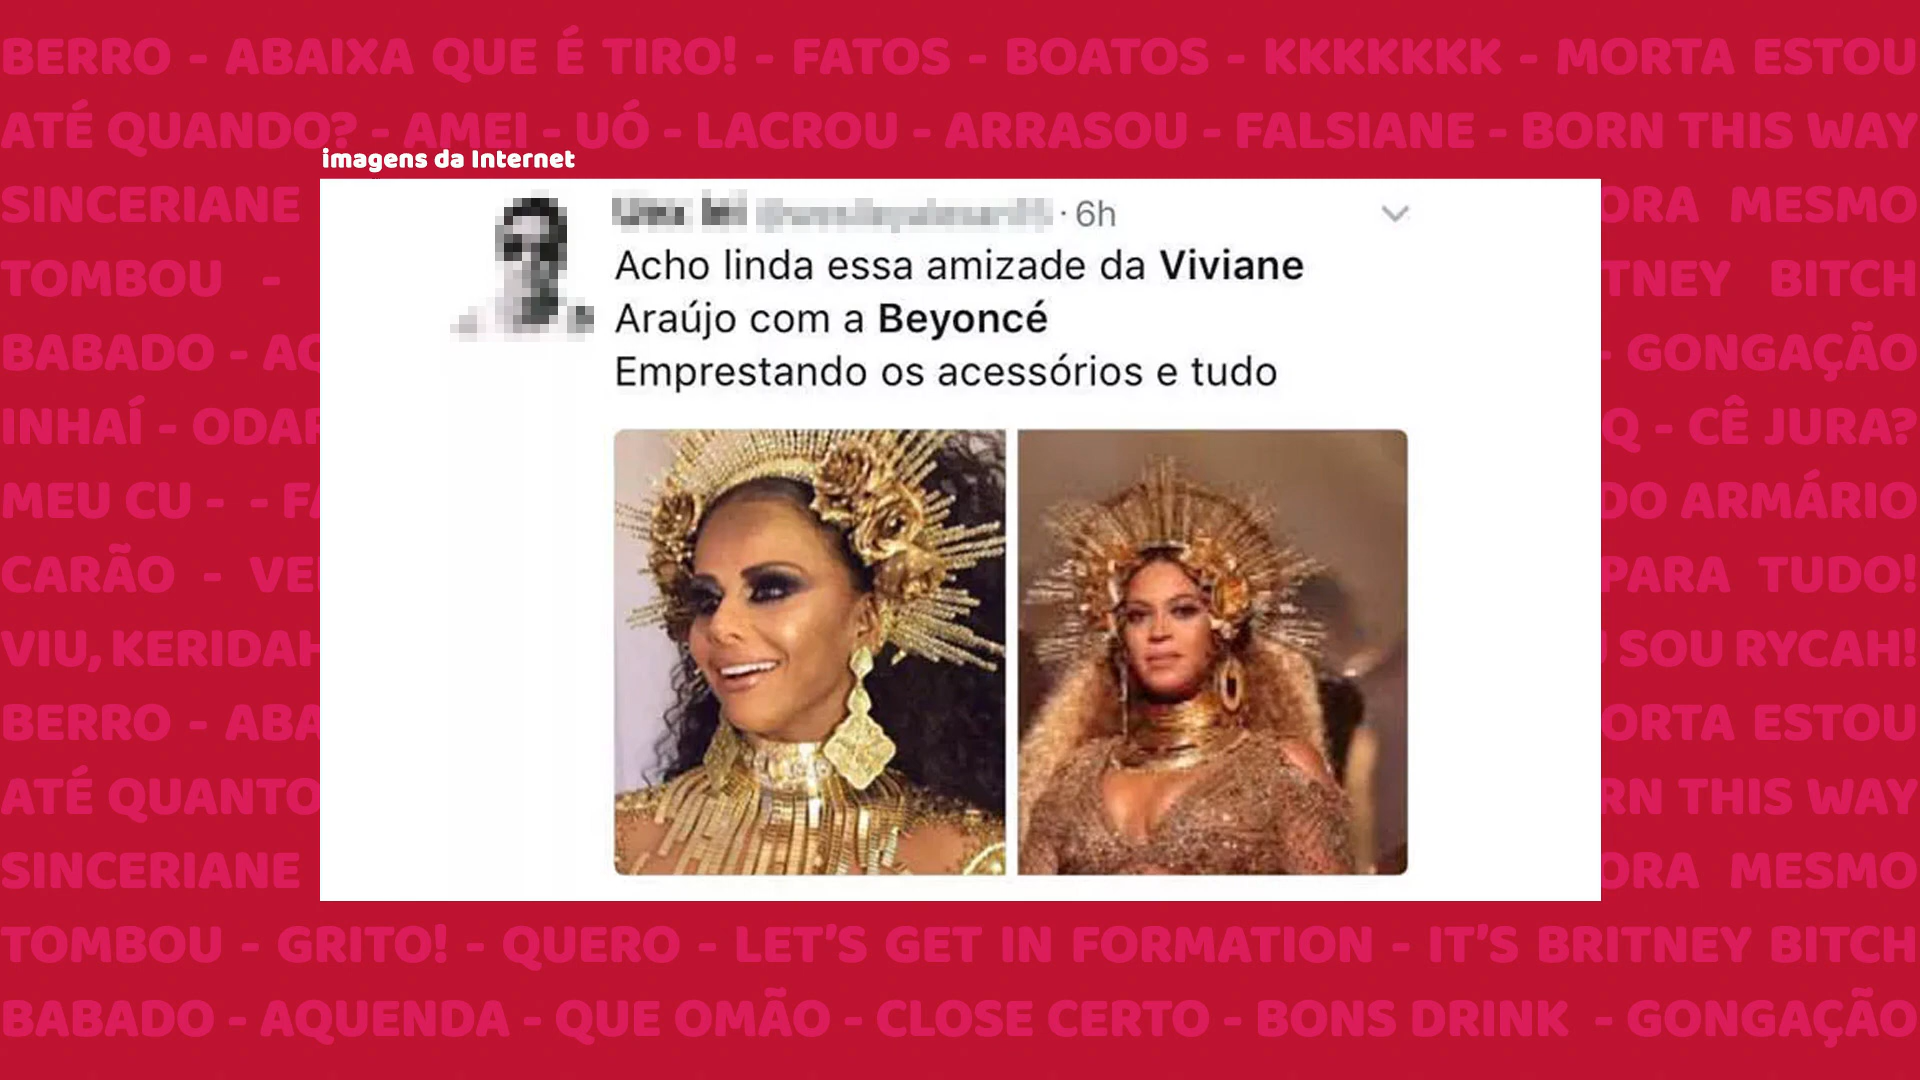 BERRO - ABAIXA QUE É TIRO! - FATOS - BOATOS - KKKKKKK - MORTA ESTOU
ATÉ QUANDO? - AMEI - UÓ - LACROU - ARRASOU - FALSIANE - BORN THIS WAY
imagens da Internet
SINCERIANE
ORA MESMO
· 6h
Acho linda essa amizade da Viviane
Araújo com a Beyoncé
Emprestando os acessórios e tudo
TOMBOU -
TNEY BITCH
BABADO - AQ
- GONGAÇÃO
INHAÍ - ODAR
Q - CÊ JURA?
MEU CU - - FA
DO ARMÁRIO
CARÃO - VE
PARA TUDO!
VIU, KERIDAH
SOU RYCAH!
BERRO - ABA
ORTA ESTOU
ATÉ QUANTO
RN THIS WAY
SINCERIANE
ORA MESMO
TOMBOU - GRITO! - QUERO - LET'S GET IN FORMATION - IT'S BRITNEY BITCH
BABADO - AQUENDA - QUE OMÃO - CLOSE CERTO - BONS DRINK - GONGAÇÃO